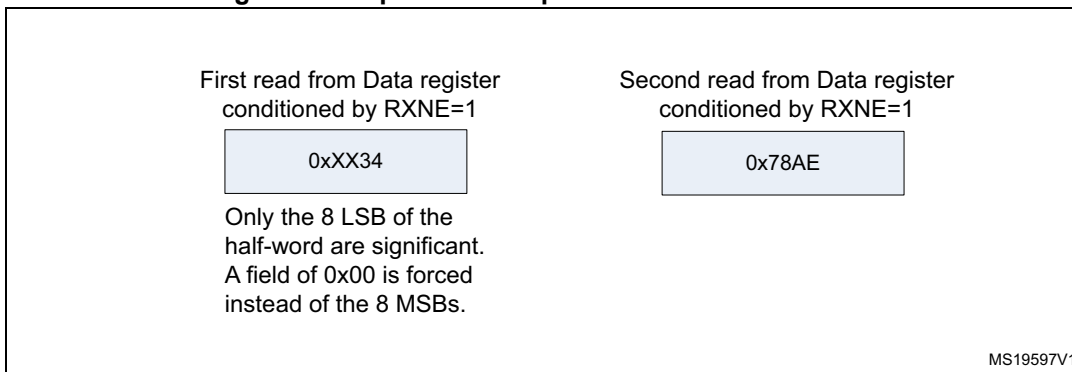 First read from Data register
conditioned by RXNE=1
0xXX34
Only the 8 LSB of the
half-word are significant.
A field of 0x00 is forced
instead of the 8 MSBs.
Second read from Data register
conditioned by RXNE=1
0x78AE
MS19597V1